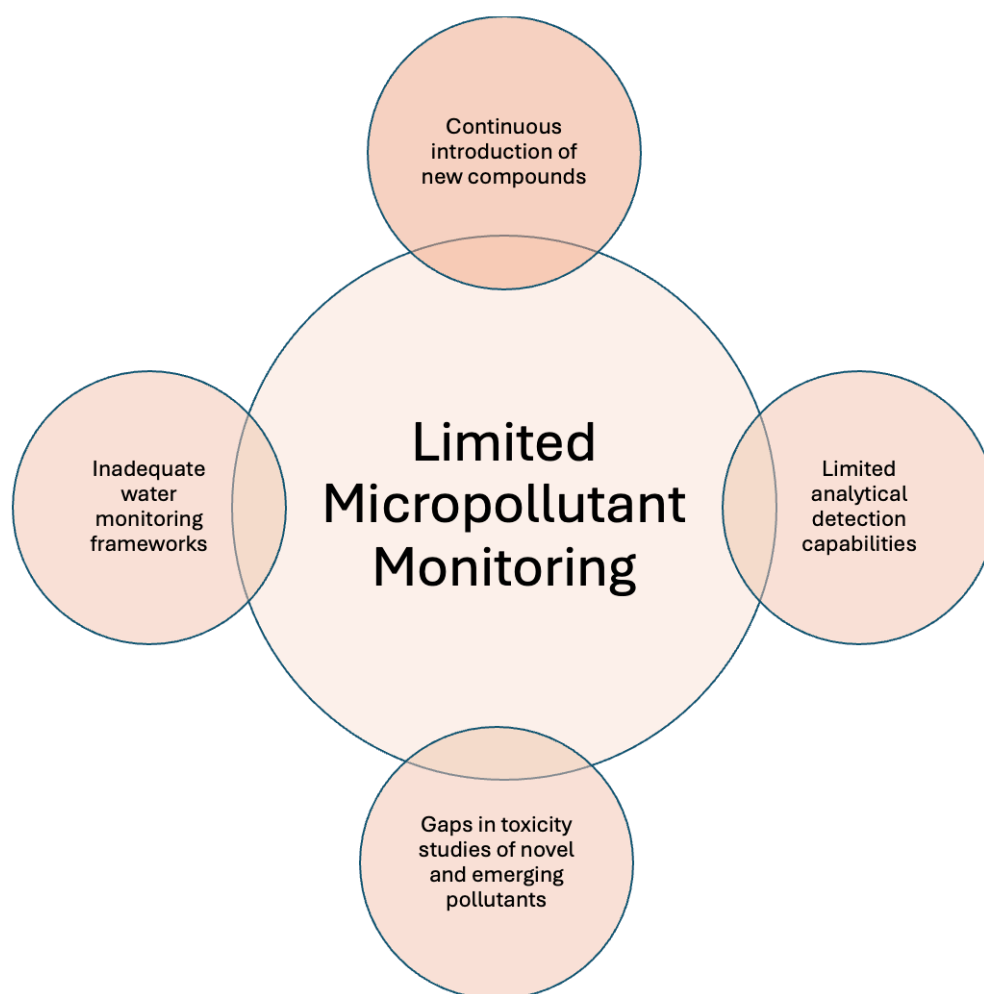 Continuous
introduction of
new compounds
Limited
Micropollutant
Monitoring
Inadequate
water
monitoring
frameworks
Limited
analytical
detection
capabilities
Gaps in toxicity
studies of novel
and emerging
pollutants